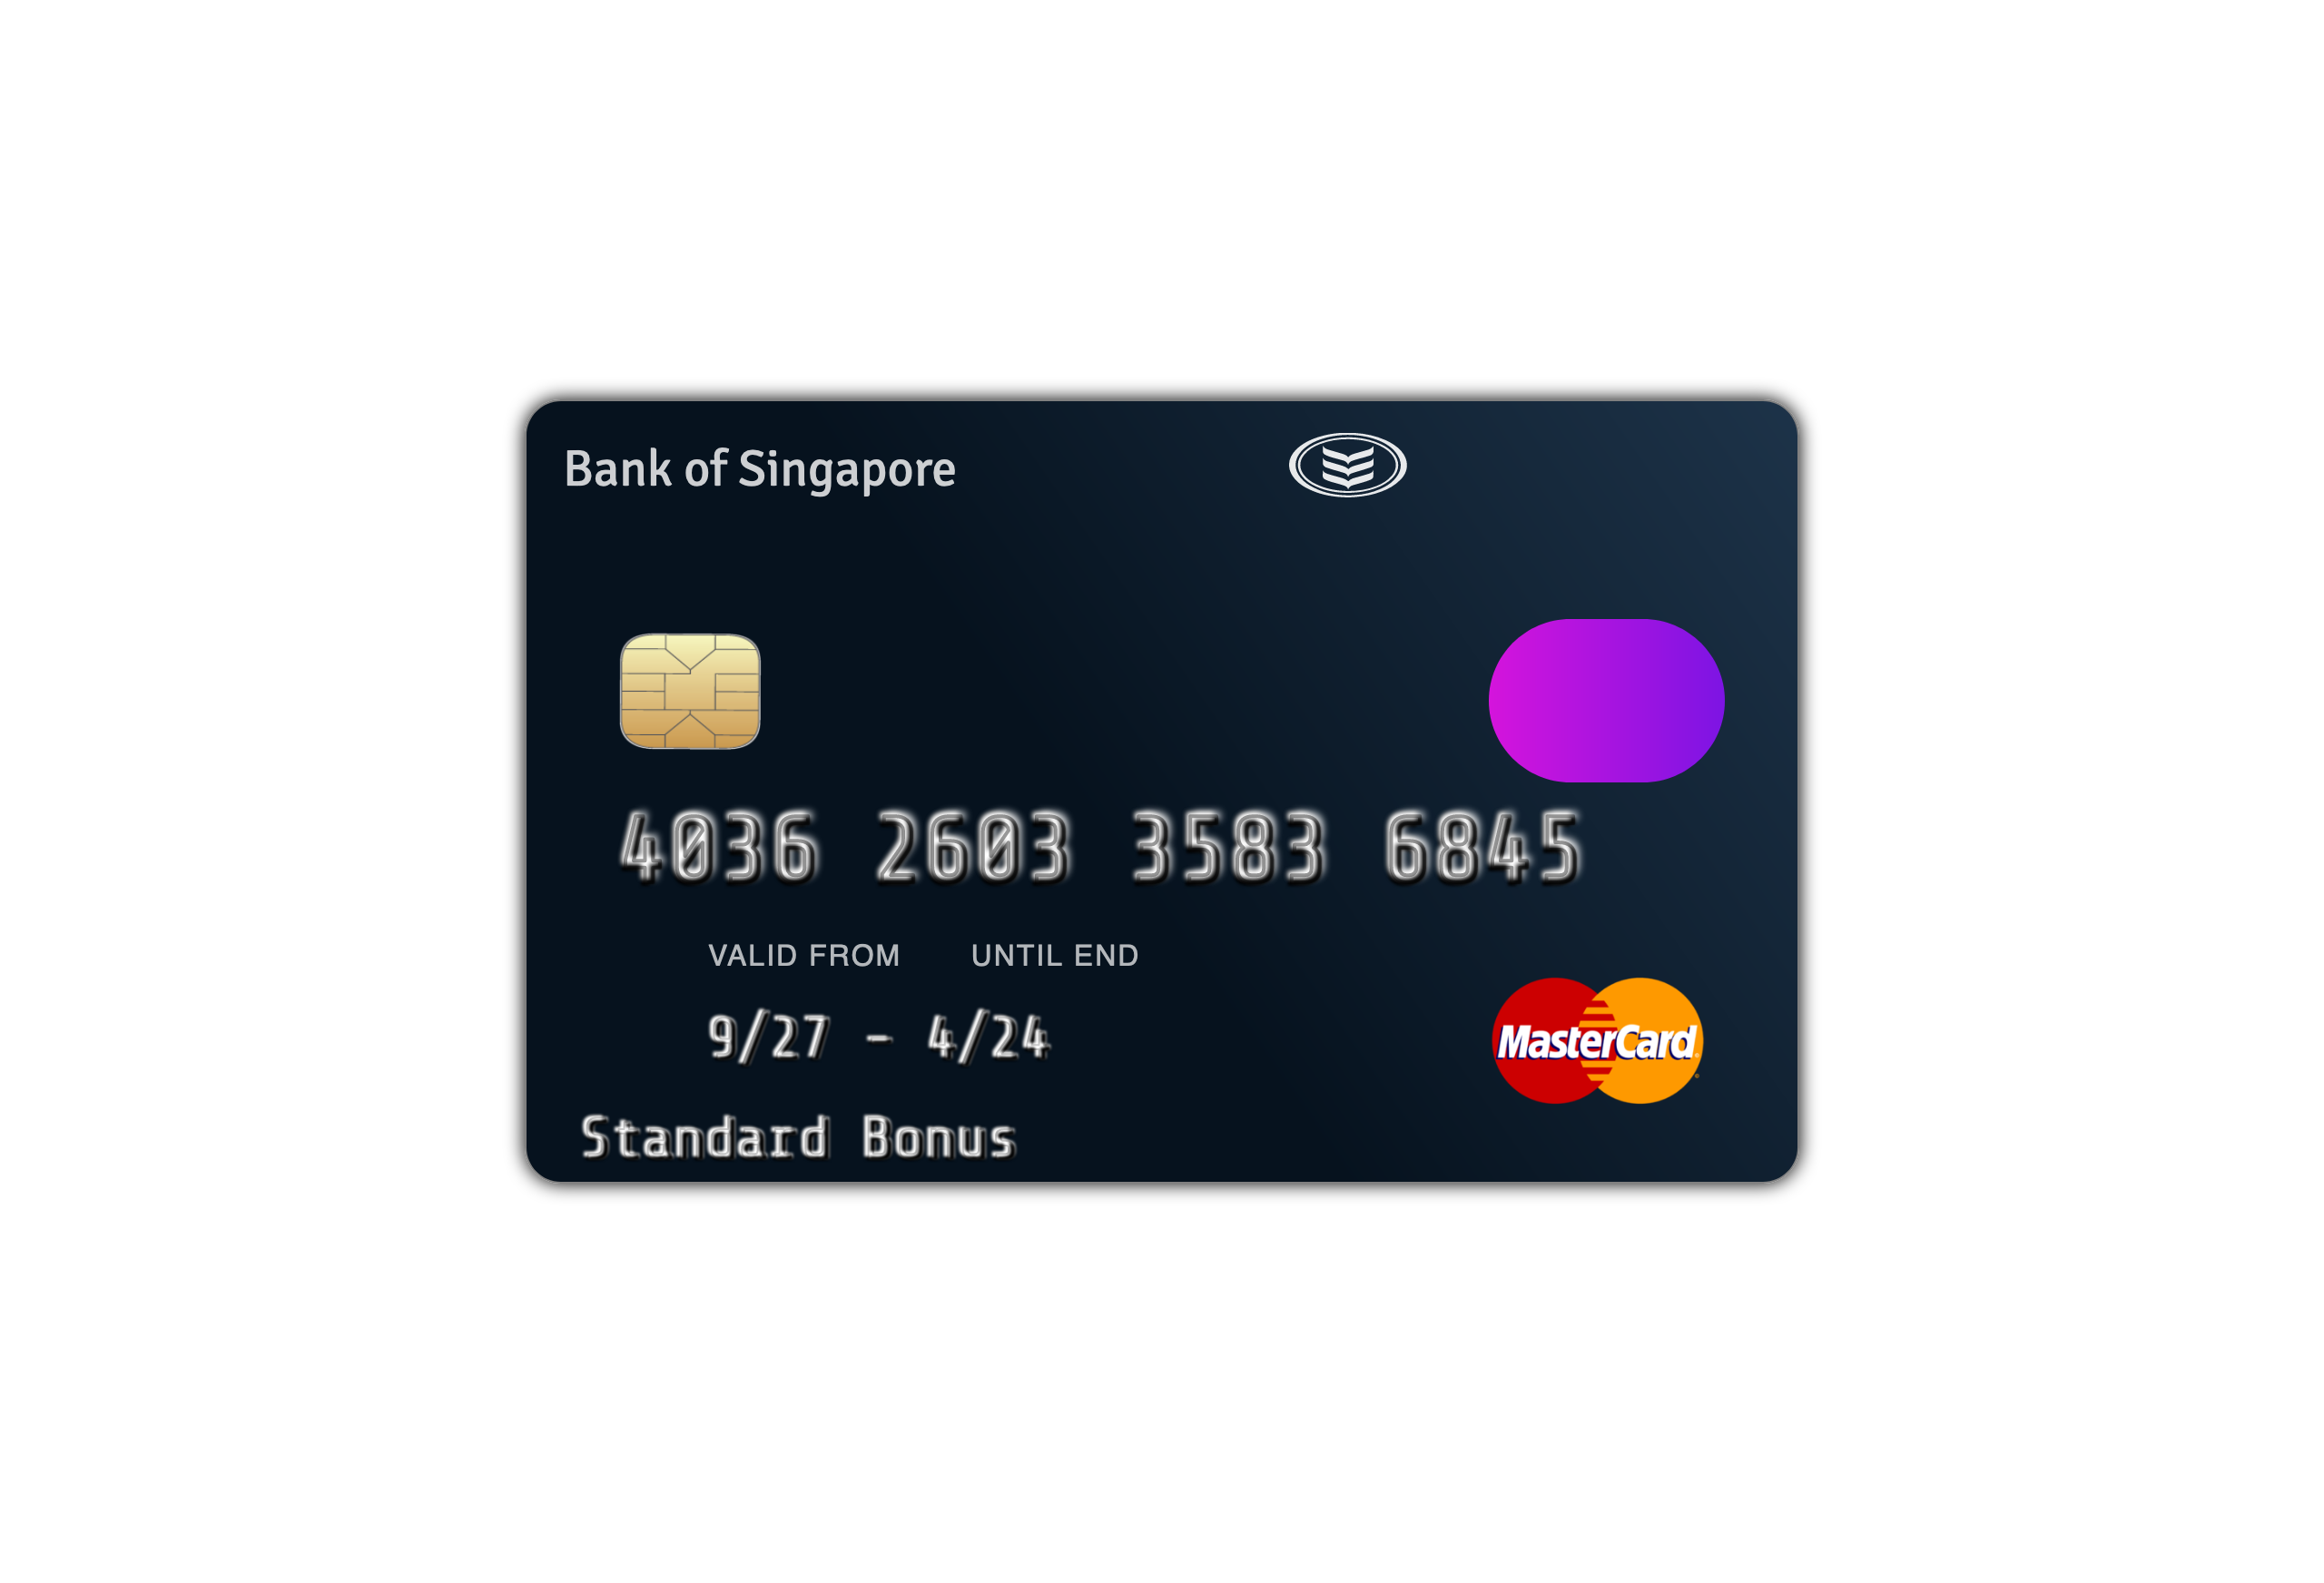 Bank of Singapore
4036 2603 3583 6845
VALID FROM UNTIL END
9/27 - 4/24
MasterCard
Standard Bonus